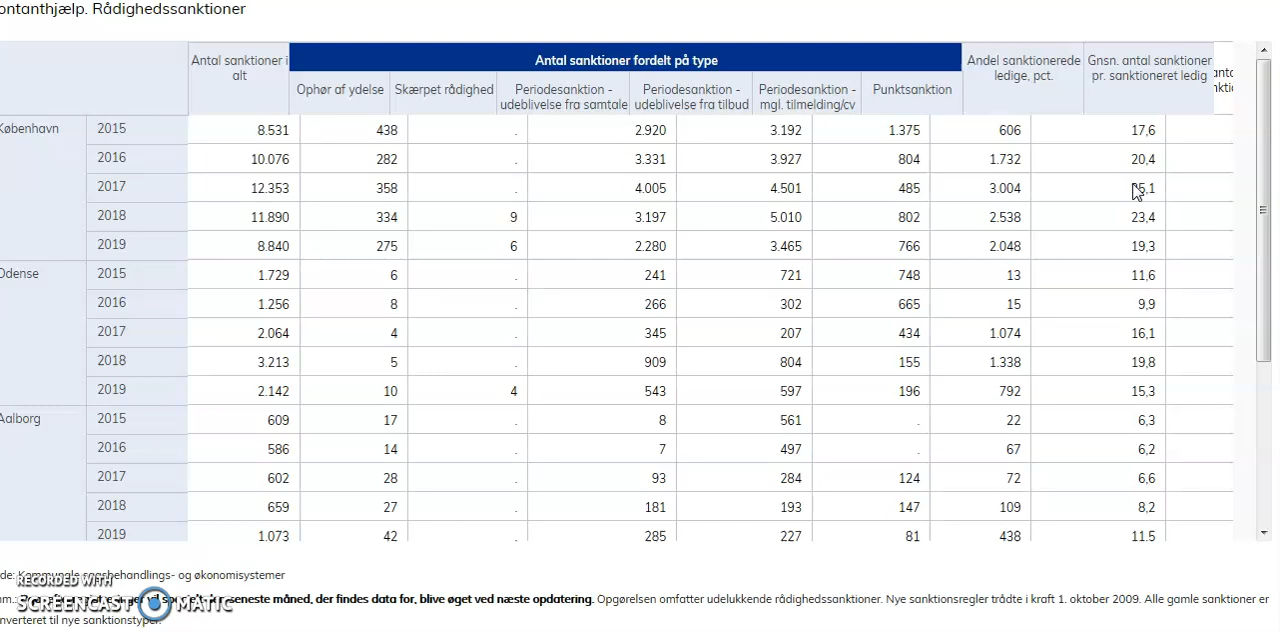 ontanthjælp. Rådighedssanktioner
Antal sanktioner i alt
Antal sanktioner fordelt på type
Andel sanktionerede ledige, pct.
Gnsn. antal sanktioner pr. sanktioneret ledig
Ophør af ydelse
Skærpet rådighed
Periodesanktion - udeblivelse fra samtale
Periodesanktion - udeblivelse fra tilbud
Periodesanktion - mgl. tilmelding/cv
Punktsanktion
København 2015 8.531 438 . 2.920 3.192 1.375 606 17,6
2016 10.076 282 . 3.331 3.927 804 1.732 20,4
2017 12.353 358 . 4.005 4.501 485 3.004 5,1
2018 11.890 334 9 3.197 5.010 802 2.538 23,4
2019 8.840 275 6 2.280 3.465 766 2.048 19,3
Odense 2015 1.729 6 . 241 721 748 13 11,6
2016 1.256 8 . 266 302 665 15 9,9
2017 2.064 4 . 345 207 434 1.074 16,1
2018 3.213 5 . 909 804 155 1.338 19,8
2019 2.142 10 4 543 597 196 792 15,3
Aalborg 2015 609 17 . 8 561 . 22 6,3
2016 586 14 . 7 497 . 67 6,2
2017 602 28 . 93 284 124 72 6,6
2018 659 27 . 181 193 147 109 8,2
2019 1.073 42 . 285 227 81 438 11,5
de: Kommunale sagsbehandlings- og økonomisystemer
seneste måned, der findes data for, blive øget ved næste opdatering. Opgørelsen omfatter udelukkende rådighedssanktioner. Nye sanktionsregler trådte i kraft 1. oktober 2009. Alle gamle sanktioner er
nverteret til nye sanktionstyper.
RECORDED WITH
SCREENCAST MATIC